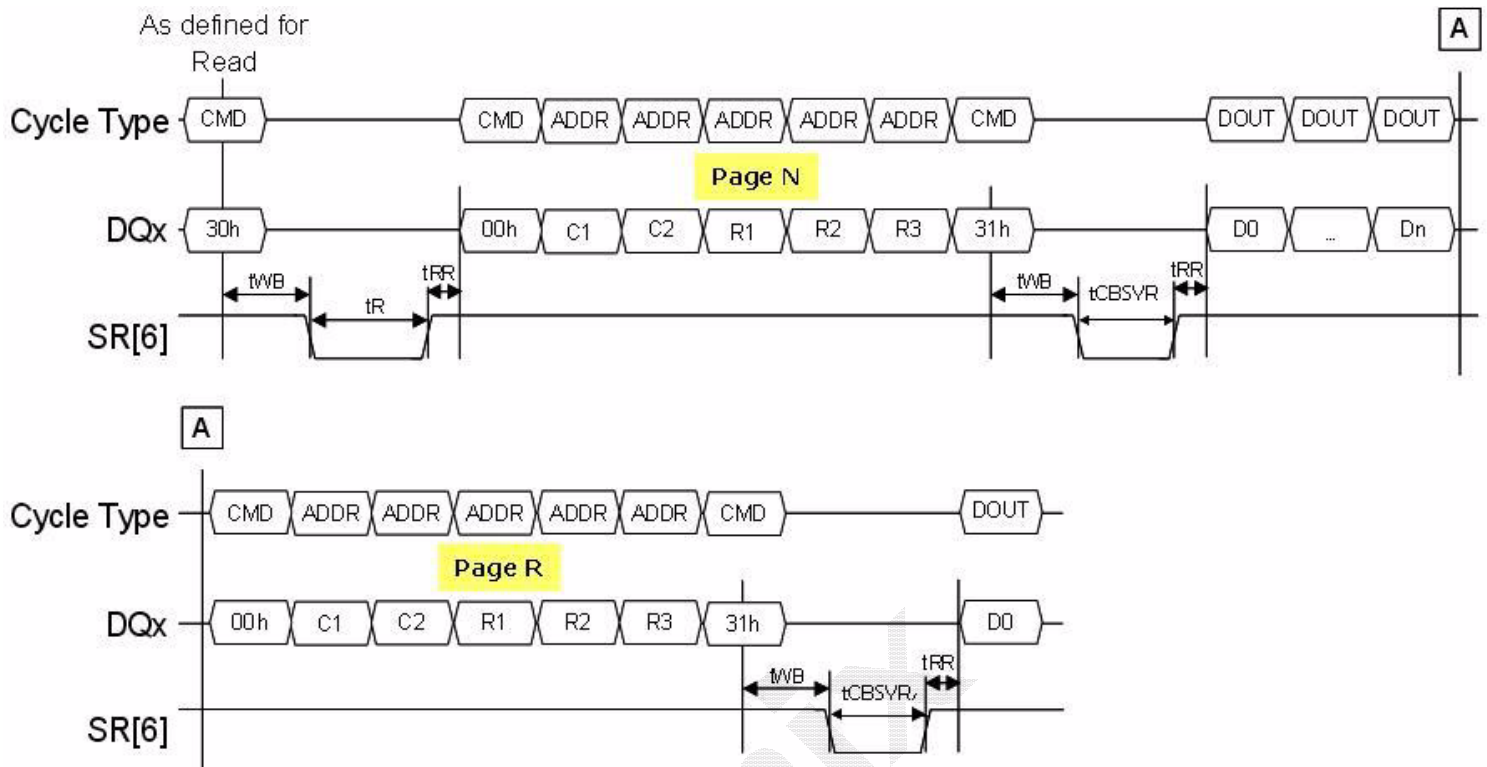 As defined for
Read
A
Cycle Type CMD CMD ADDR ADDR ADDR ADDR ADDR CMD DOUT DOUT DOUT
Page N
DQx 30h 00h C1 C2 R1 R2 R3 31h D0 ... Dn
tWB tR tRR tWB tCBSYR tRR
SR[6]
A
Cycle Type CMD ADDR ADDR ADDR ADDR ADDR CMD DOUT
Page R
DQx 00h C1 C2 R1 R2 R3 31h D0
tWB tCBSYR tRR
SR[6]